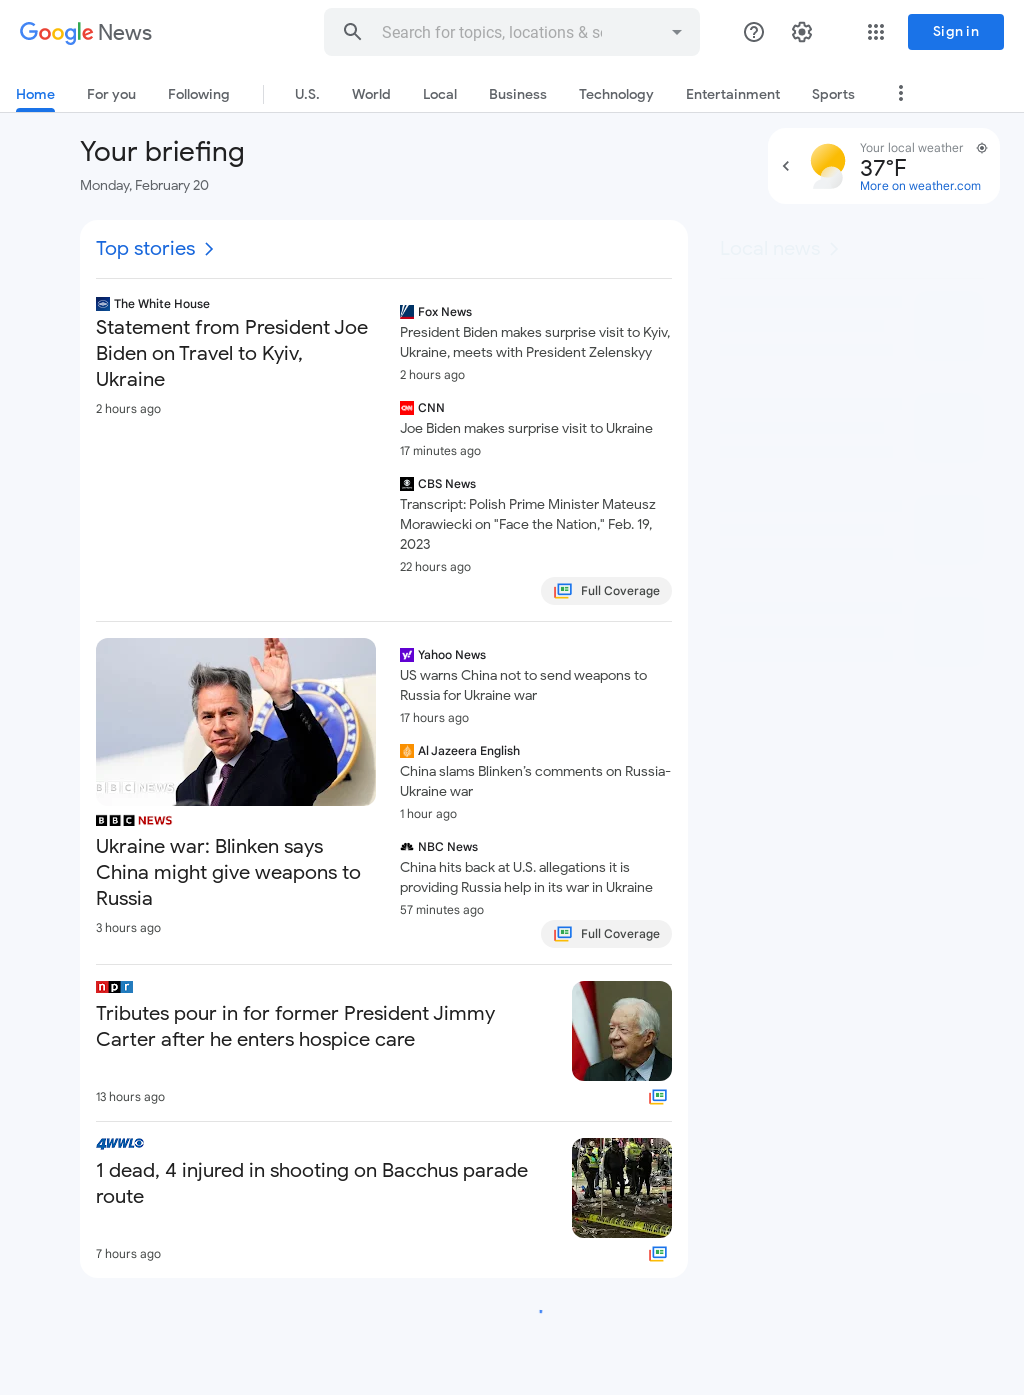 Google News
Search for topics, locations & so
Sign in
Home
For you
Following
U.S.
World
Local
Business
Technology
Entertainment
Sports
Your briefing
Monday, February 20
Your local weather
37°F
More on weather.com
Top stories
Local news
The White House
Statement from President Joe
Biden on Travel to Kyiv,
Ukraine
2 hours ago
Fox News
President Biden makes surprise visit to Kyiv,
Ukraine, meets with President Zelenskyy
2 hours ago
CNN
Joe Biden makes surprise visit to Ukraine
17 minutes ago
CBS News
Transcript: Polish Prime Minister Mateusz
Morawiecki on "Face the Nation," Feb. 19,
2023
22 hours ago
Full Coverage
BBC NEWS
BBC NEWS
Ukraine war: Blinken says
China might give weapons to
Russia
3 hours ago
Yahoo News
US warns China not to send weapons to
Russia for Ukraine war
17 hours ago
Al Jazeera English
China slams Blinken's comments on Russia-
Ukraine war
1 hour ago
NBC News
China hits back at U.S. allegations it is
providing Russia help in its war in Ukraine
57 minutes ago
Full Coverage
npr
Tributes pour in for former President Jimmy
Carter after he enters hospice care
13 hours ago
4WWL
1 dead, 4 injured in shooting on Bacchus parade
route
7 hours ago